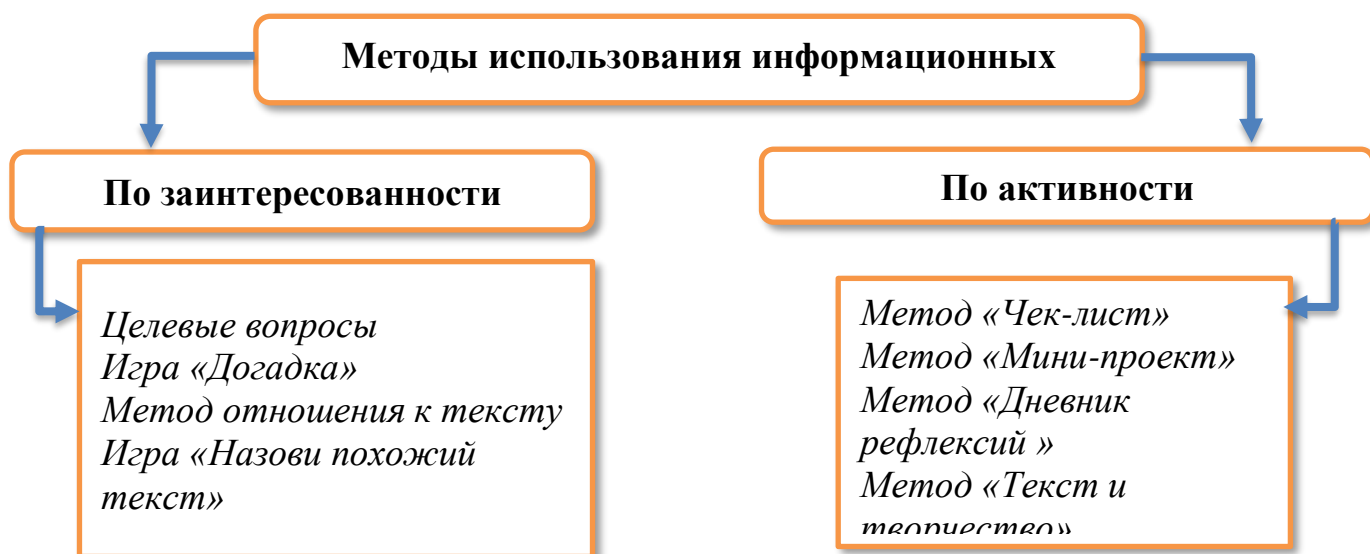 Методы использования информационных
По заинтересованности
По активности
Целевые вопросы
Игра «Догадка»
Метод отношения к тексту
Игра «Назови похожий
текст»
Метод «Чек-лист»
Метод «Мини-проект»
Метод «Дневник
рефлексий »
Метод «Текст и
творчество»